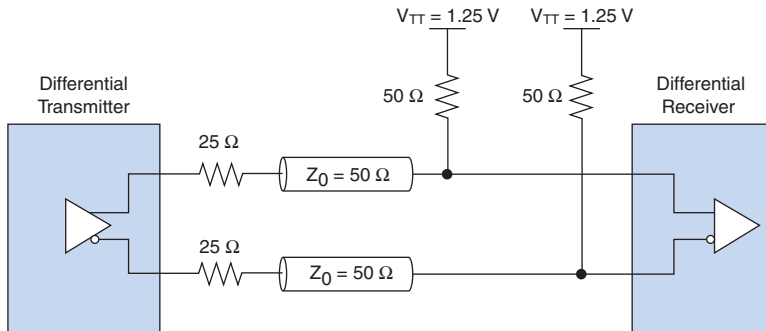 V_TT = 1.25 V
V_TT = 1.25 V
Differential
Transmitter
50 Ω
50 Ω
Differential
Receiver
25 Ω
Z_0 = 50 Ω
25 Ω
Z_0 = 50 Ω